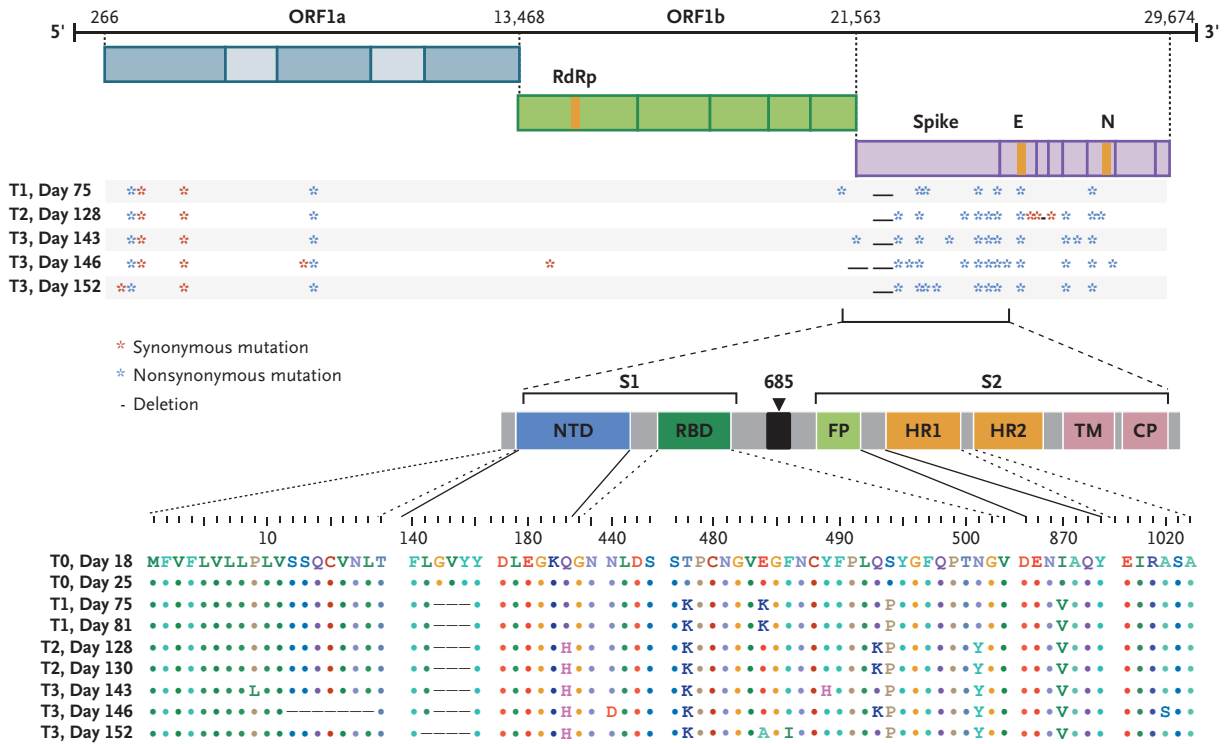 266 ORF1a 13,468 ORF1b 21,563 29,674
5' 3'
RdRp
Spike E N
T1, Day 75
T2, Day 128
T3, Day 143
T3, Day 146
T3, Day 152
* Synonymous mutation
* Nonsynonymous mutation
- Deletion
S1 685 S2
NTD RBD FP HR1 HR2 TM CP
10 140 180 440 480 490 500 870 1020
T0, Day 18 MFVFLVLLPLVSSQCVNLT FLGVYY DLEGKQGN NLDS STPCNGVEGFNCYFPLQSYGFQPTNGV DENIAQY EIRASA
T0, Day 25 ••••••••••••••••••• •••••• •••••••• •••• ••••••••••••••••••••••••••• ••••••• ••••••
T1, Day 75 ••••••••••••••••••• ••---• •••••••• •••• •K•••••K•••••••••P••••••••• •••V••• ••••••
T1, Day 81 ••••••••••••••••••• ••---• •••••••• •••• •K•••••K•••••••••P••••••••• •••V••• ••••••
T2, Day 128 ••••••••••••••••••• ••---• •••••H•• •••• •K••••••••••••••KP••••••Y•• •••V••• ••••••
T2, Day 130 ••••••••••••••••••• ••---• •••••H•• •••• •K••••••••••••••KP••••••Y•• •••V••• ••••••
T3, Day 143 ••••••••L•••••••••• ••---• •••••H•• •••• •K••••••••••H••••P••••••Y•• •••V••• ••••••
T3, Day 146 •••••••••••-------• ••---• •••••H•• D••• •K••••••••••••••KP••••••Y•• •••V••• •••S••
T3, Day 152 ••••••••••••••••••• •----• •••••H•• •••• •K•••••A•I•••••••P••••••Y•• •••V••• ••••••